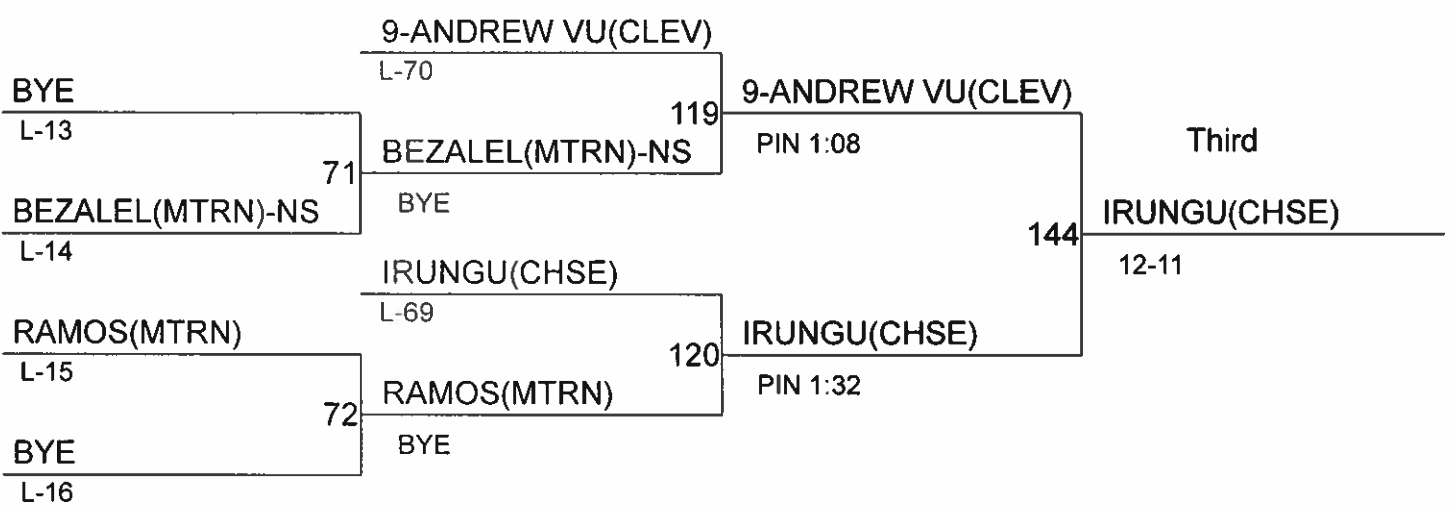 9-ANDREW VU(CLEV)
L-70
BYE
L-13
119
9-ANDREW VU(CLEV)
PIN 1:08
Third
71
BEZALEL(MTRN)-NS
BYE
BEZALEL(MTRN)-NS
L-14
144
IRUNGU(CHSE)
12-11
IRUNGU(CHSE)
L-69
RAMOS(MTRN)
L-15
120
IRUNGU(CHSE)
PIN 1:32
72
RAMOS(MTRN)
BYE
BYE
L-16